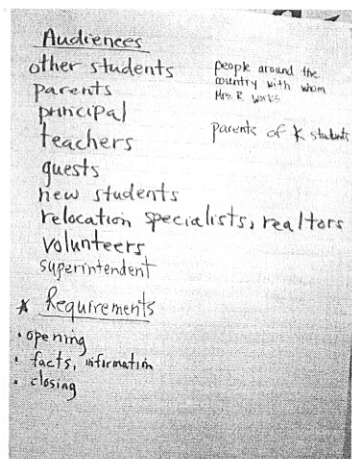 Audiences
other students
parents
principal
teachers
guests
new students
relocation specialists, realtors
volunteers
superintendent
people around the
country with whom
Mrs. R works
parents of K students
* Requirements
• opening
• facts, information
• closing